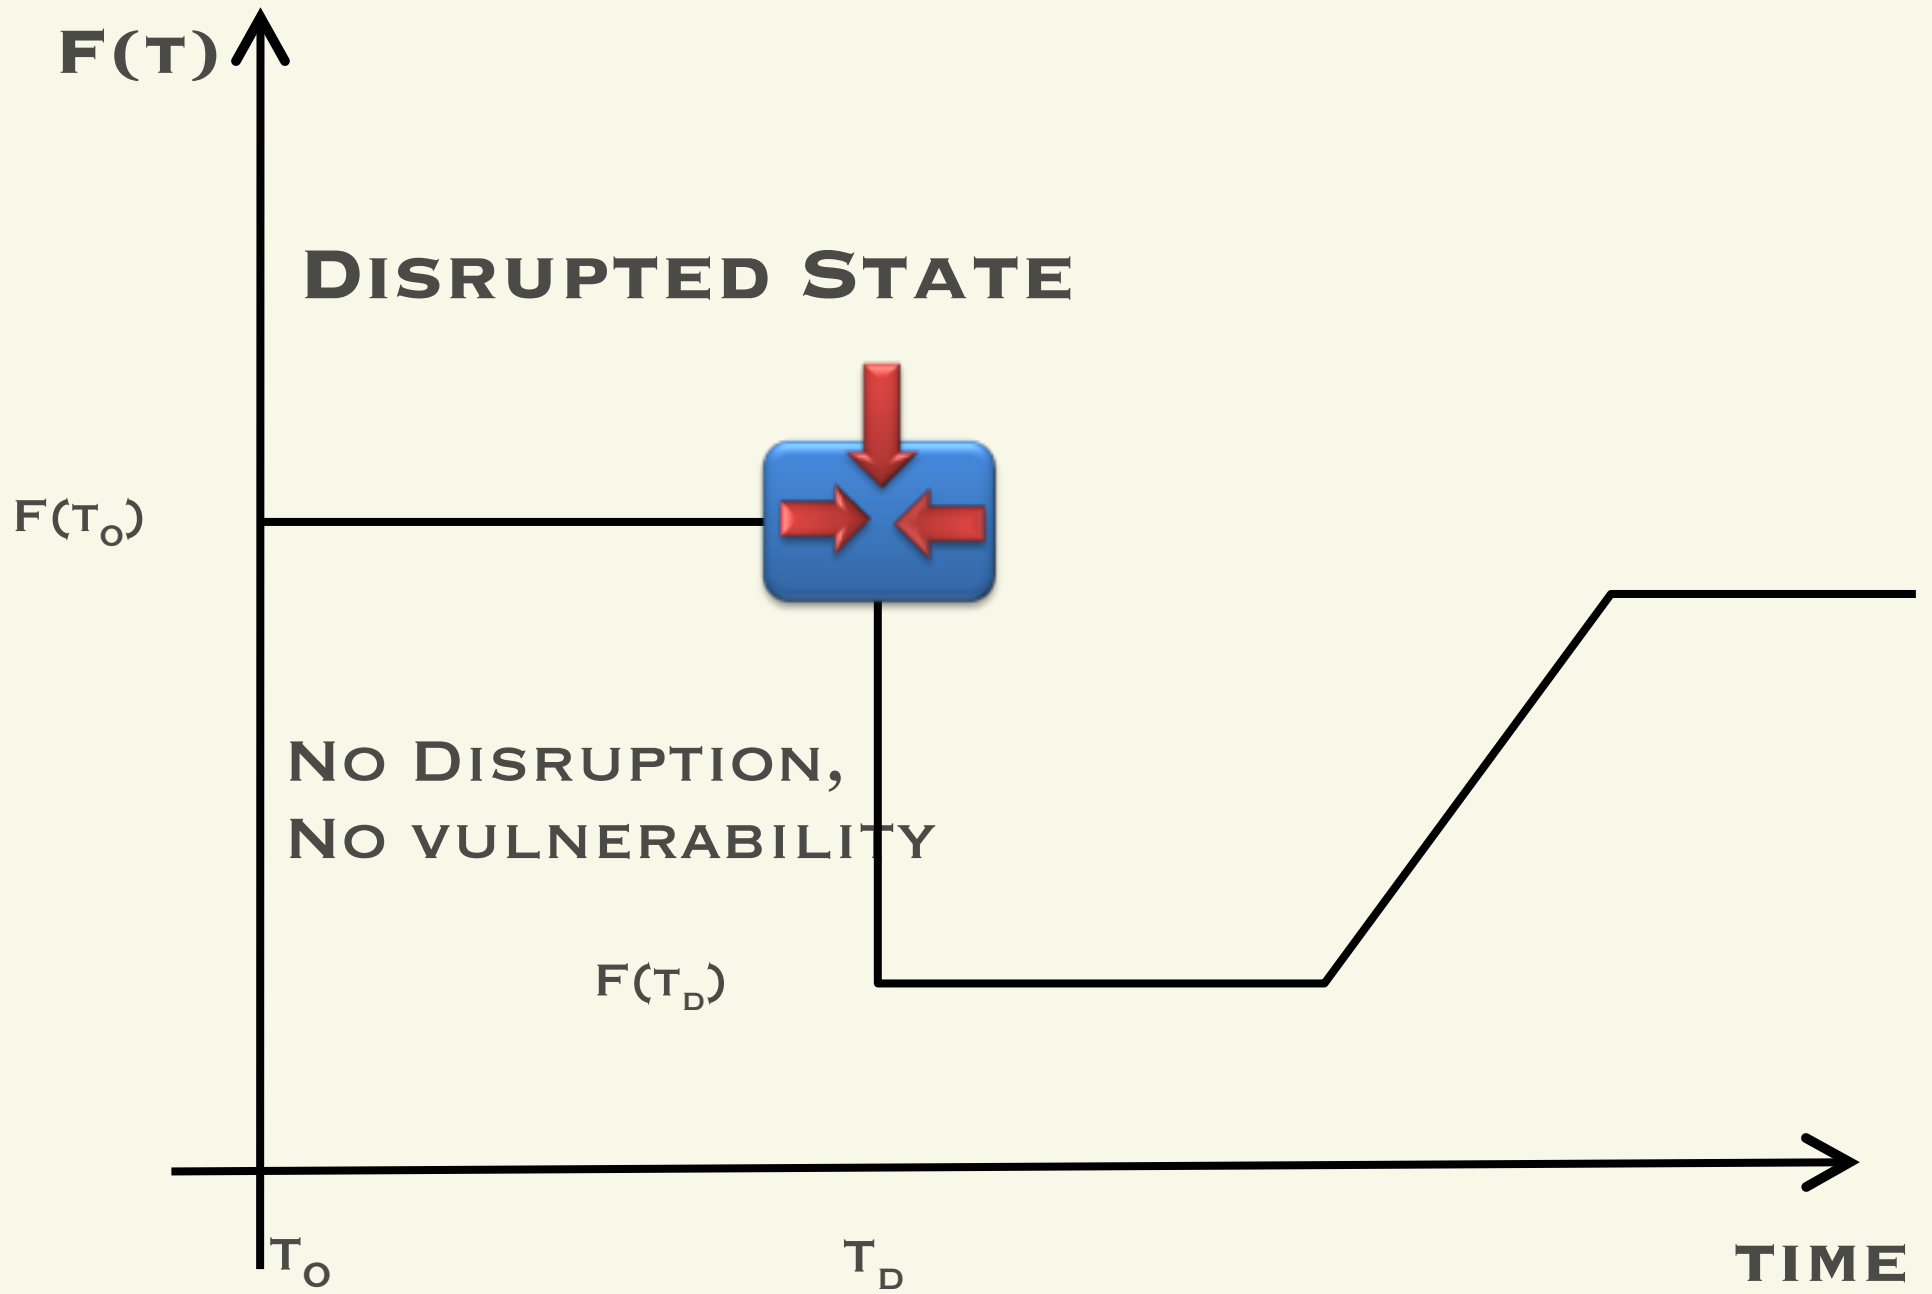 F(T)
DISRUPTED STATE
F(TO)
NO DISRUPTION,
NO VULNERABILITY
F(TD)
TO
TD
TIME